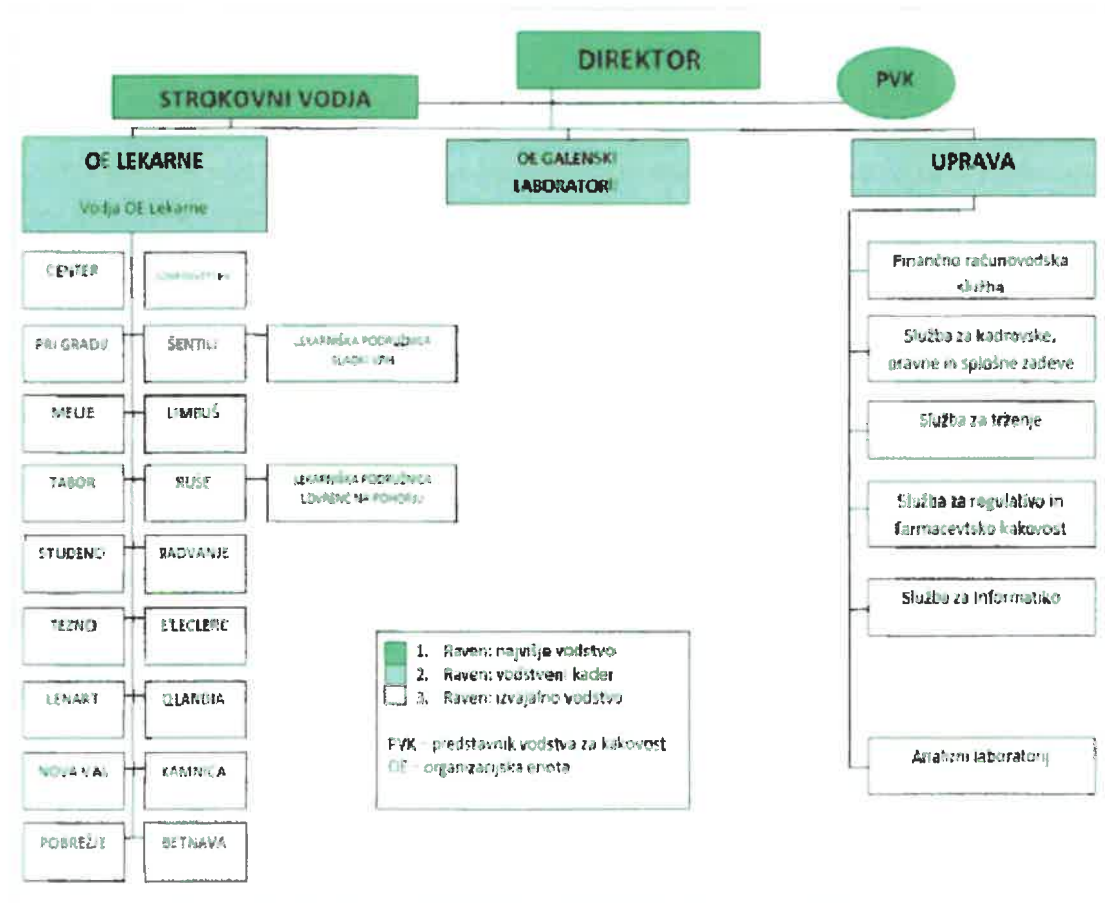 DIREKTOR
PVK
STROKOVNI VODJA
OE LEKARNE
Vodja OE Lekarne
OE GALENSKI
LABORATORIJ
UPRAVA
CENTER
PRI GRADU
ŠENTILJ
LEKARNIŠKA PODRUŽNICA
SLADKI VRH
MELJE
LIMBUŠ
TABOR
RUŠE
LEKARNIŠKA PODRUŽNICA
LOVRENC NA POHORJU
STUDENCI
RADVANJE
TEZNO
E'LECLERC
LENART
QLANDIA
NOVA VAS
KAMNICA
POBREŽJE
BETNAVA
Finančno računovodska
služba
Služba za kadrovske,
pravne in splošne zadeve
Služba za trženje
Služba za regulativo in
farmacevtsko kakovost
Služba za Informatiko
Analizni laboratorij
1. Raven: najvišje vodstvo
2. Raven: vodstveni kader
3. Raven: izvajalno vodstvo
PVK - predstavnik vodstva za kakovost
OE - organizacijska enota